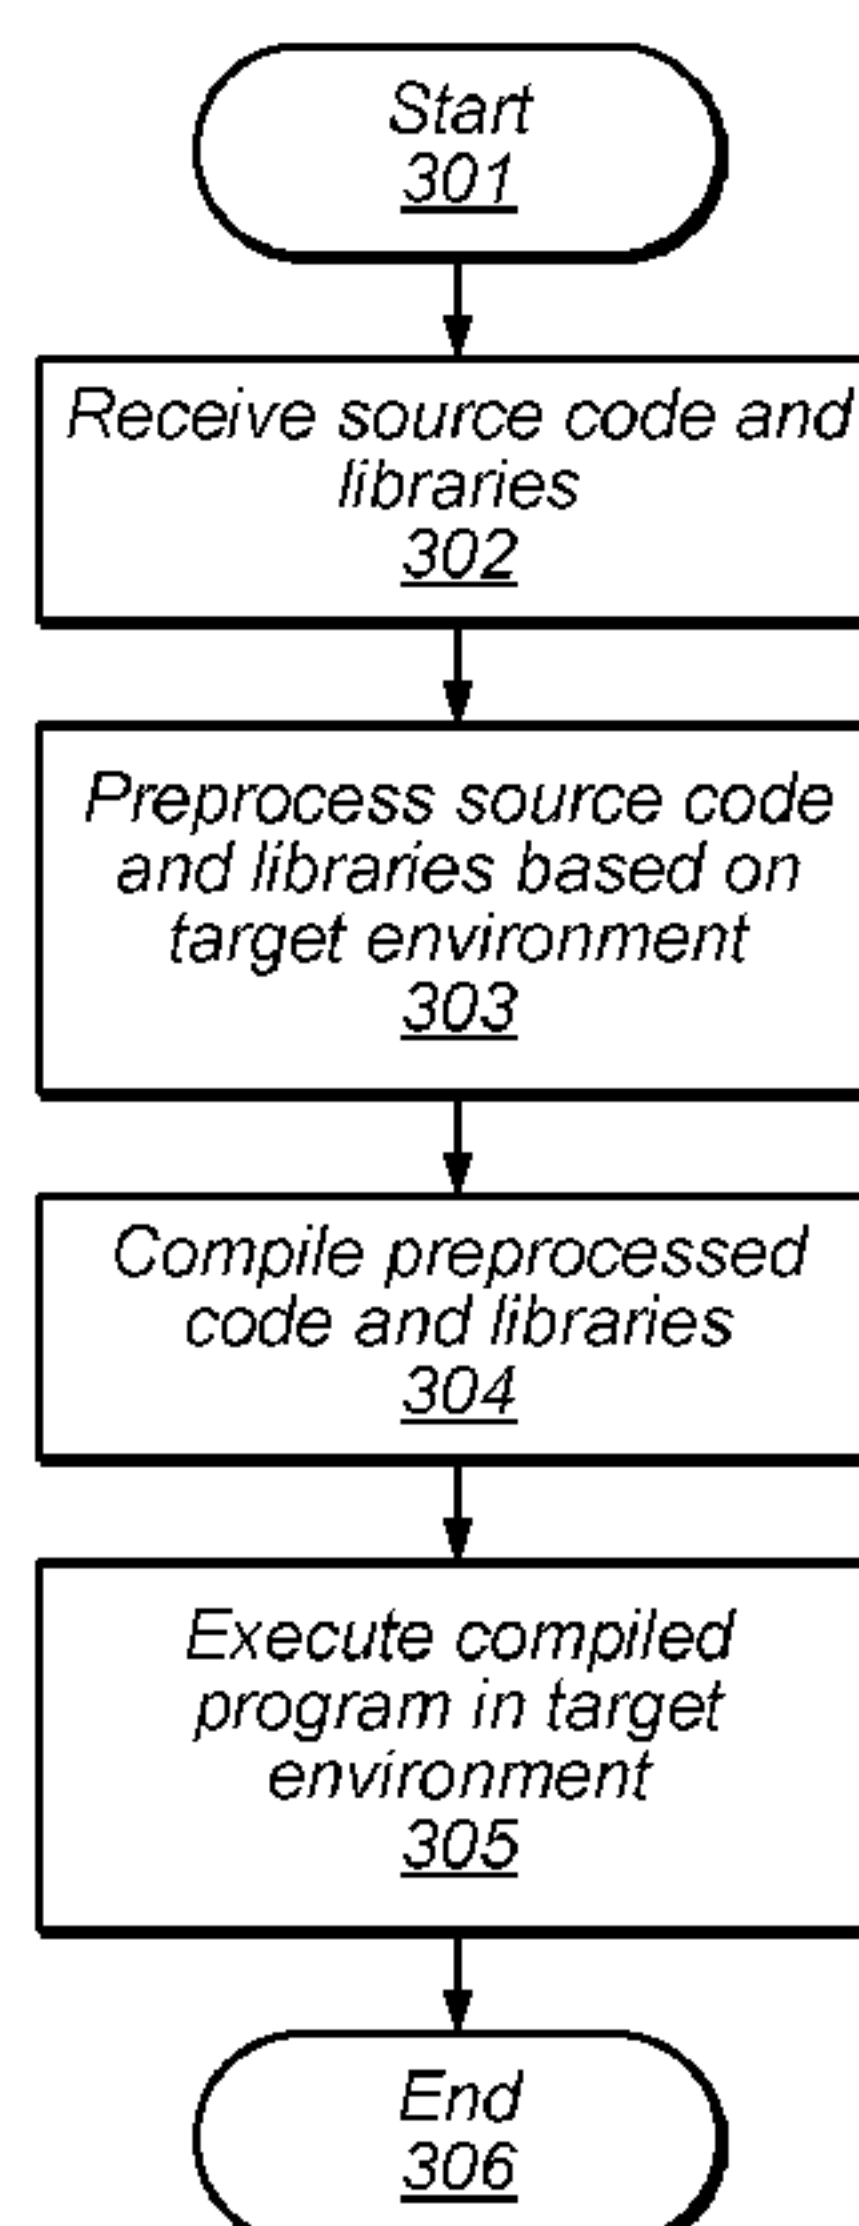 Start
301
Receive source code and
libraries
302
Preprocess source code
and libraries based on
target environment
303
Compile preprocessed
code and libraries
304
Execute compiled
program in target
environment
305
End
306